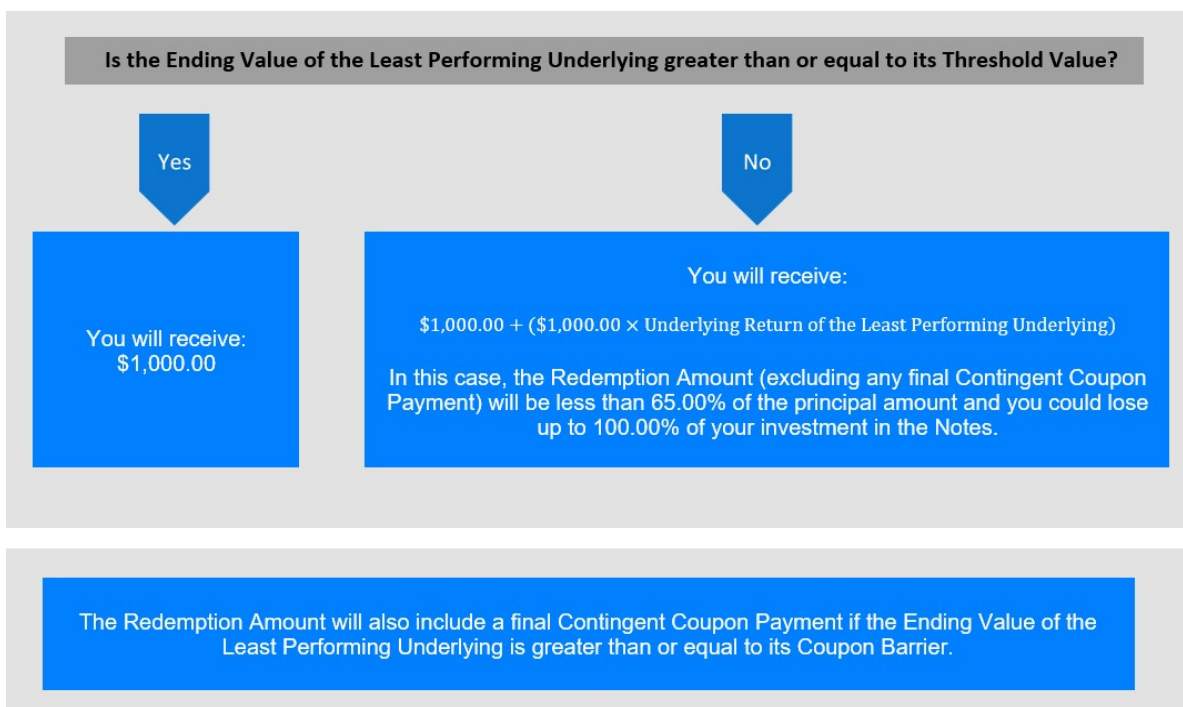 Is the Ending Value of the Least Performing Underlying greater than or equal to its Threshold Value?
Yes
No
You will receive:
$1,000.00
You will receive:
$1,000.00 + ($1,000.00 × Underlying Return of the Least Performing Underlying)
In this case, the Redemption Amount (excluding any final Contingent Coupon
Payment) will be less than 65.00% of the principal amount and you could lose
up to 100.00% of your investment in the Notes.
The Redemption Amount will also include a final Contingent Coupon Payment if the Ending Value of the
Least Performing Underlying is greater than or equal to its Coupon Barrier.